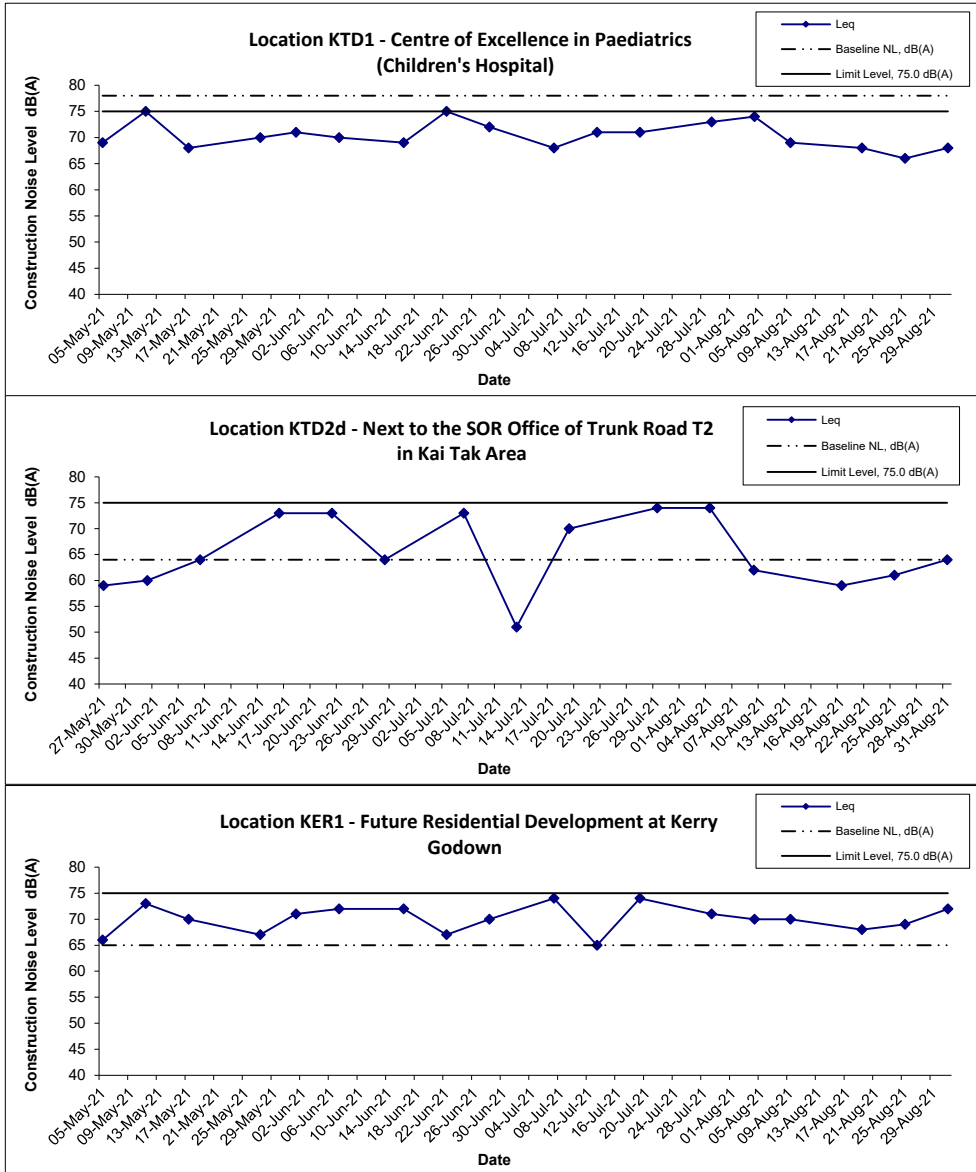 Location KTD1 - Centre of Excellence in Paediatrics
(Children's Hospital)
Leq
Baseline NL, dB(A)
Limit Level, 75.0 dB(A)
Construction Noise Level dB(A)
80
75
70
65
60
55
50
45
40
05-May-21
09-May-21
13-May-21
17-May-21
21-May-21
25-May-21
29-May-21
02-Jun-21
06-Jun-21
10-Jun-21
14-Jun-21
18-Jun-21
22-Jun-21
26-Jun-21
30-Jun-21
04-Jul-21
08-Jul-21
12-Jul-21
16-Jul-21
20-Jul-21
24-Jul-21
28-Jul-21
01-Aug-21
05-Aug-21
09-Aug-21
13-Aug-21
17-Aug-21
21-Aug-21
25-Aug-21
29-Aug-21
Date
Location KTD2d - Next to the SOR Office of Trunk Road T2
in Kai Tak Area
Leq
Baseline NL, dB(A)
Limit Level, 75.0 dB(A)
Construction Noise Level dB(A)
80
75
70
65
60
55
50
45
40
27-May-21
30-May-21
02-Jun-21
05-Jun-21
08-Jun-21
11-Jun-21
14-Jun-21
17-Jun-21
20-Jun-21
23-Jun-21
26-Jun-21
29-Jun-21
02-Jul-21
05-Jul-21
08-Jul-21
11-Jul-21
14-Jul-21
17-Jul-21
20-Jul-21
23-Jul-21
26-Jul-21
29-Jul-21
01-Aug-21
04-Aug-21
07-Aug-21
10-Aug-21
13-Aug-21
16-Aug-21
19-Aug-21
22-Aug-21
25-Aug-21
28-Aug-21
31-Aug-21
Date
Location KER1 - Future Residential Development at Kerry
Godown
Leq
Baseline NL, dB(A)
Limit Level, 75.0 dB(A)
Construction Noise Level dB(A)
80
75
70
65
60
55
50
45
40
05-May-21
09-May-21
13-May-21
17-May-21
21-May-21
25-May-21
29-May-21
02-Jun-21
06-Jun-21
10-Jun-21
14-Jun-21
18-Jun-21
22-Jun-21
26-Jun-21
30-Jun-21
04-Jul-21
08-Jul-21
12-Jul-21
16-Jul-21
20-Jul-21
24-Jul-21
28-Jul-21
01-Aug-21
05-Aug-21
09-Aug-21
13-Aug-21
17-Aug-21
21-Aug-21
25-Aug-21
29-Aug-21
Date